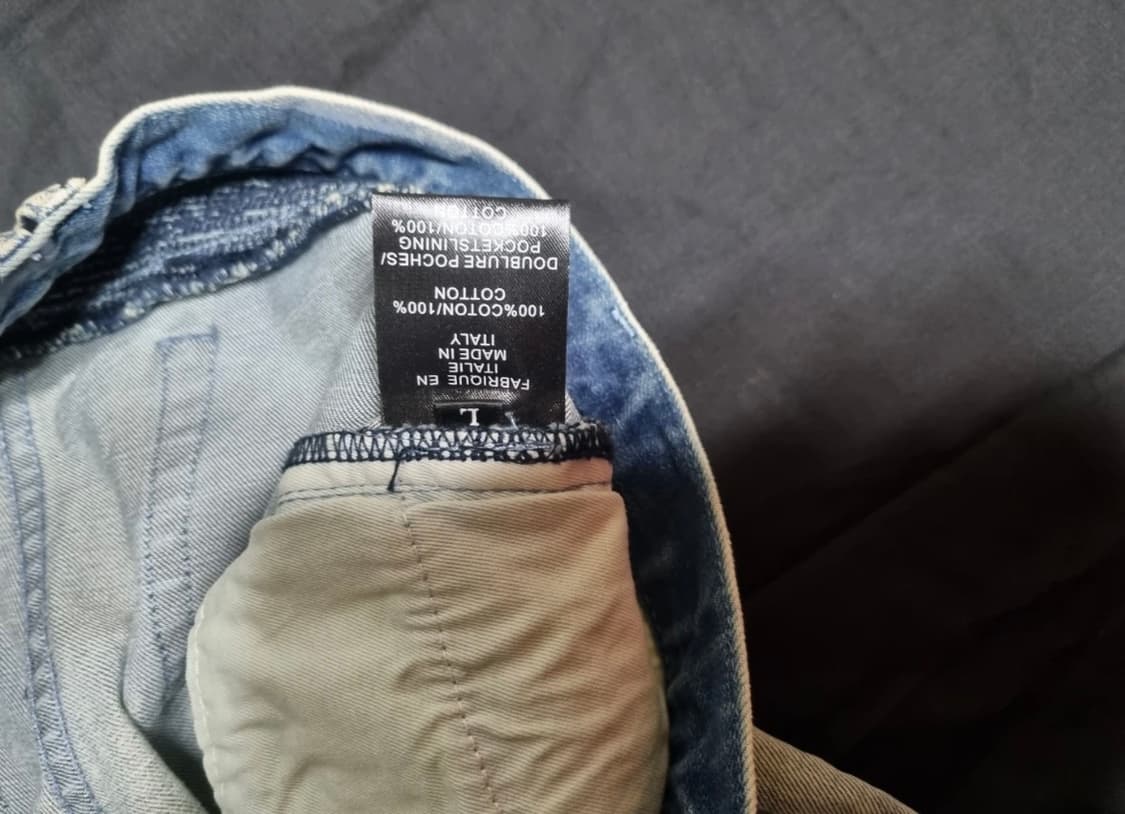 L
FABRIQUE EN
ITALIE
MADE IN
ITALY
100%COTON/100%
COTTON
DOUBLURE POCHES/
POCKETSLINING
100%COTON/100%
COTTON